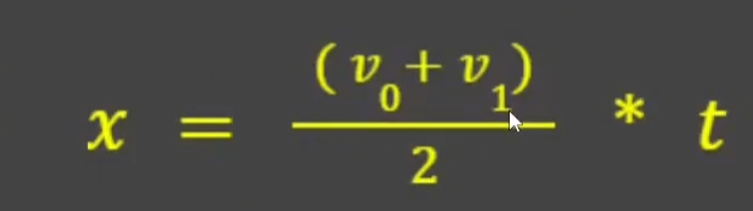 x = (v₀ + v₁) / 2 * t